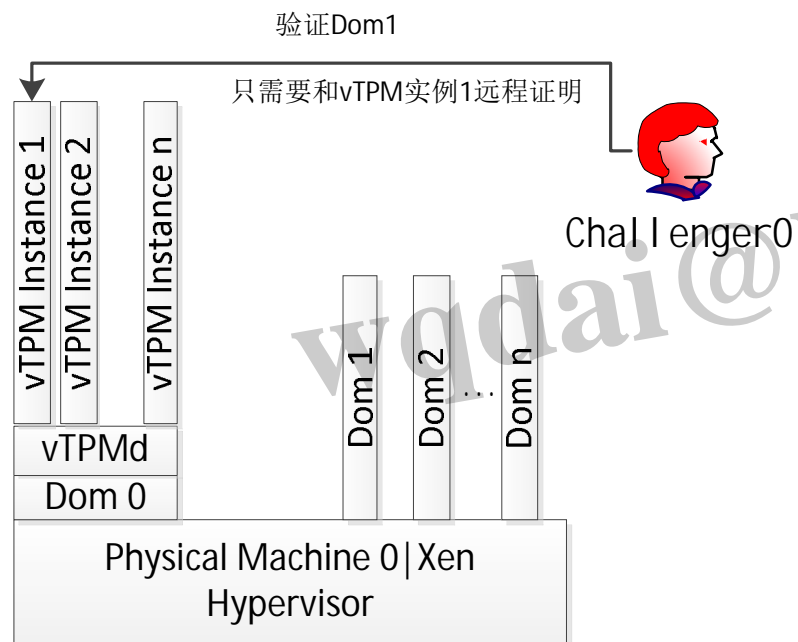 验证Dom1
只需要和vTPM实例1远程证明
Challenger0
vTPM Instance 1
vTPM Instance 2
vTPM Instance n
Dom 1
Dom 2
...
Dom n
vTPMd
Dom 0
Physical Machine 0|Xen
Hypervisor
wqdai@